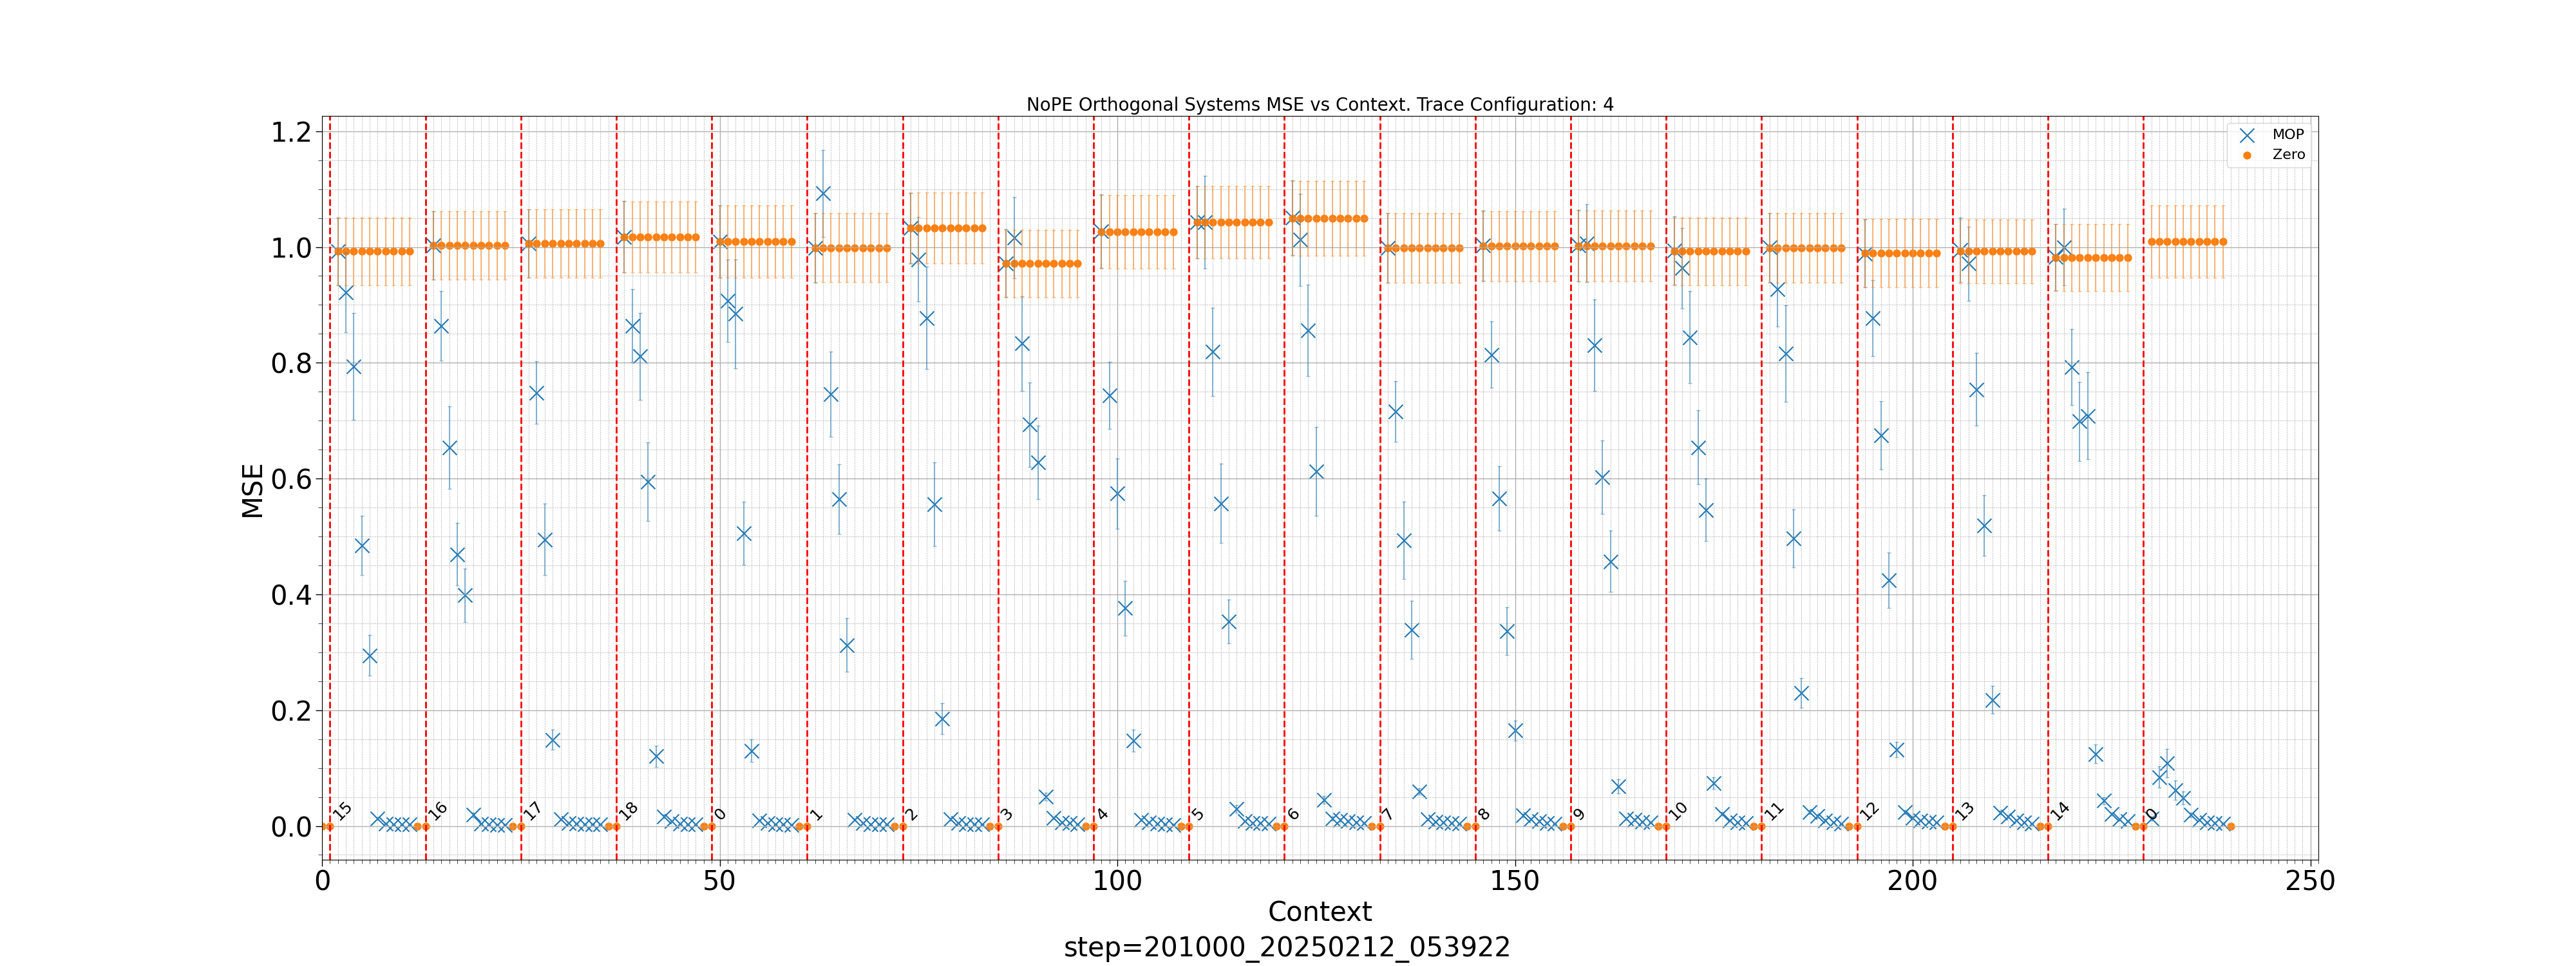 NoPE Orthogonal Systems MSE vs Context. Trace Configuration: 4
MOP
Zero
1.2
1.0
0.8
0.6
0.4
0.2
0.0
MSE
15 16 17 18 0 1 2 3 4 5 6 7 8 9 10 11 12 13 14 0
0 50 100 150 200 250
Context
step=201000_20250212_053922